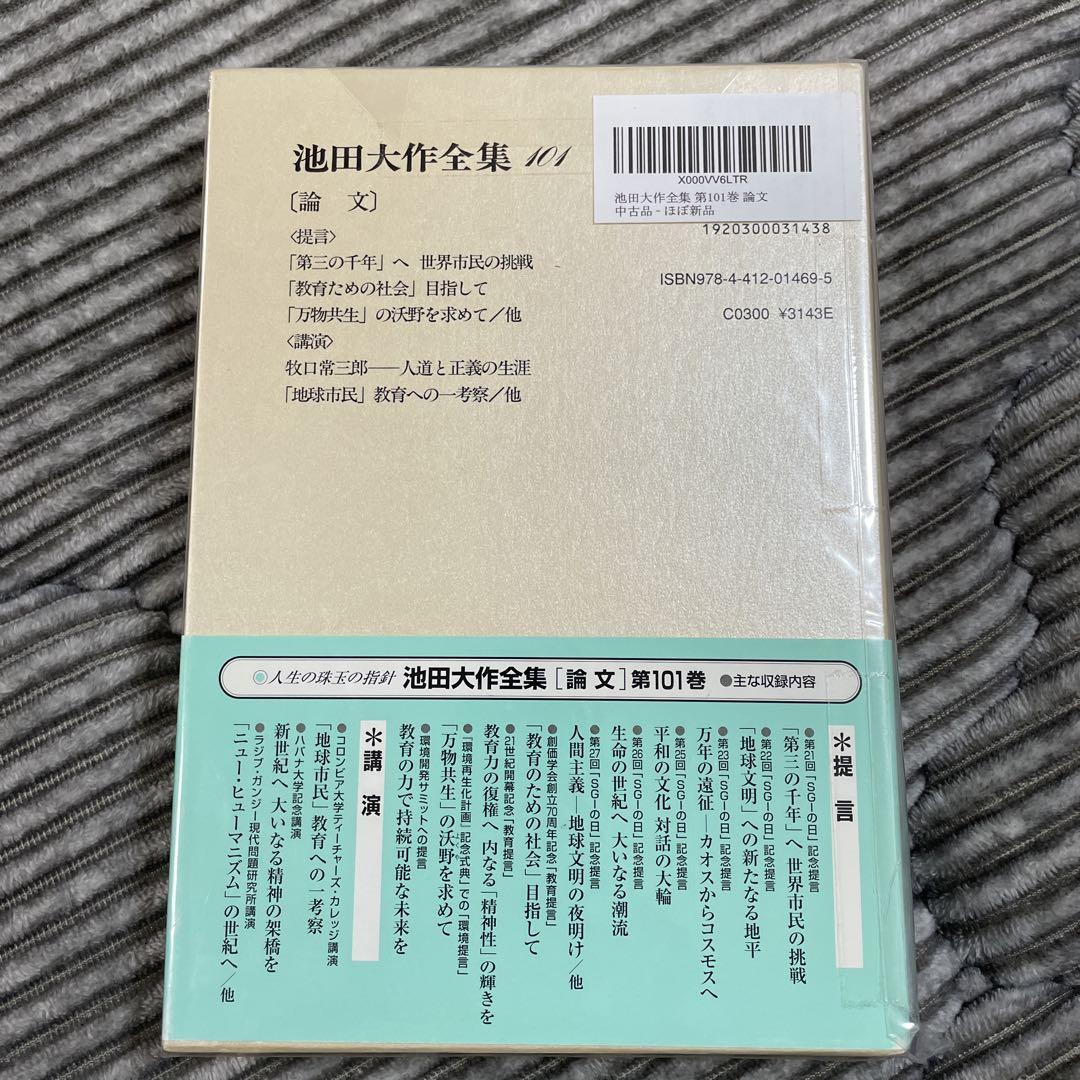 池田大作全集 101
〔論　文〕
〈提言〉
「第三の千年」へ 世界市民の挑戦
「教育ための社会」目指して
「万物共生」の沃野を求めて／他
〈講演〉
牧口常三郎――人道と正義の生涯
「地球市民」教育への一考察／他
X000VV6LTR
池田大作全集 第101巻 論文
中古品 - ほぼ新品
1920300031438
ISBN978-4-412-01469-5
C0300 ¥3143E
●人生の珠玉の指針 池田大作全集［論 文］第101巻 ●主な収録内容
＊提　言
●第21回「SGIの日」記念提言
「第三の千年」へ 世界市民の挑戦
●第22回「SGIの日」記念提言
「地球文明」への新たなる地平
●第23回「SGIの日」記念提言
万年の遠征―カオスからコスモスへ
●第25回「SGIの日」記念提言
平和の文化 対話の大輪
●第26回「SGIの日」記念提言
生命の世紀へ 大いなる潮流
●第27回「SGIの日」記念提言
人間主義―地球文明の夜明け／他
●創価学会創立70周年記念「教育提言」
「教育のための社会」目指して
●21世紀開幕記念「教育提言」
教育力の復権へ 内なる「精神性」の輝きを
●「環境再生化計画」記念式典での「環境提言」
「万物共生」の沃野を求めて
よくや
●環境開発サミットへの提言
教育の力で持続可能な未来を
＊講　演
●コロンビア大学ティーチャーズ・カレッジ講演
「地球市民」教育への一考察
●ハバナ大学記念講演
新世紀へ 大いなる精神の架橋を
●ラジブ・ガンジー現代問題研究所講演
「ニュー・ヒューマニズム」の世紀へ／他